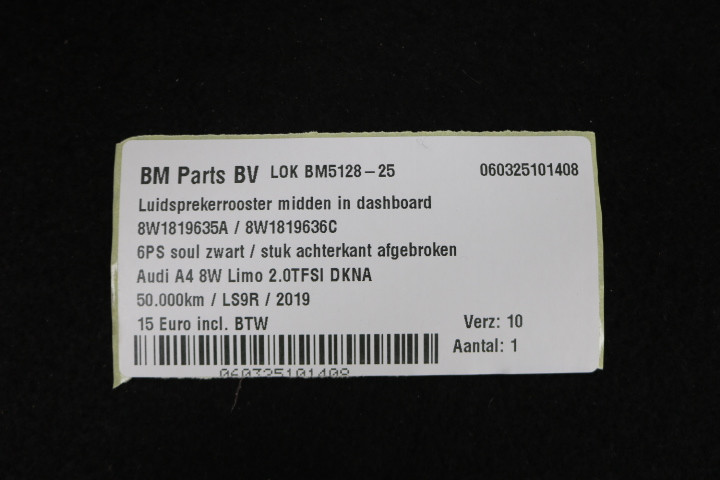 BM Parts BV LOK BM5128-25 060325101408
Luidsprekerrooster midden in dashboard
8W1819635A / 8W1819636C
6PS soul zwart / stuk achterkant afgebroken
Audi A4 8W Limo 2.0TFSI DKNA
50.000km / LS9R / 2019
15 Euro incl. BTW Verz: 10
Aantal: 1
060325101408